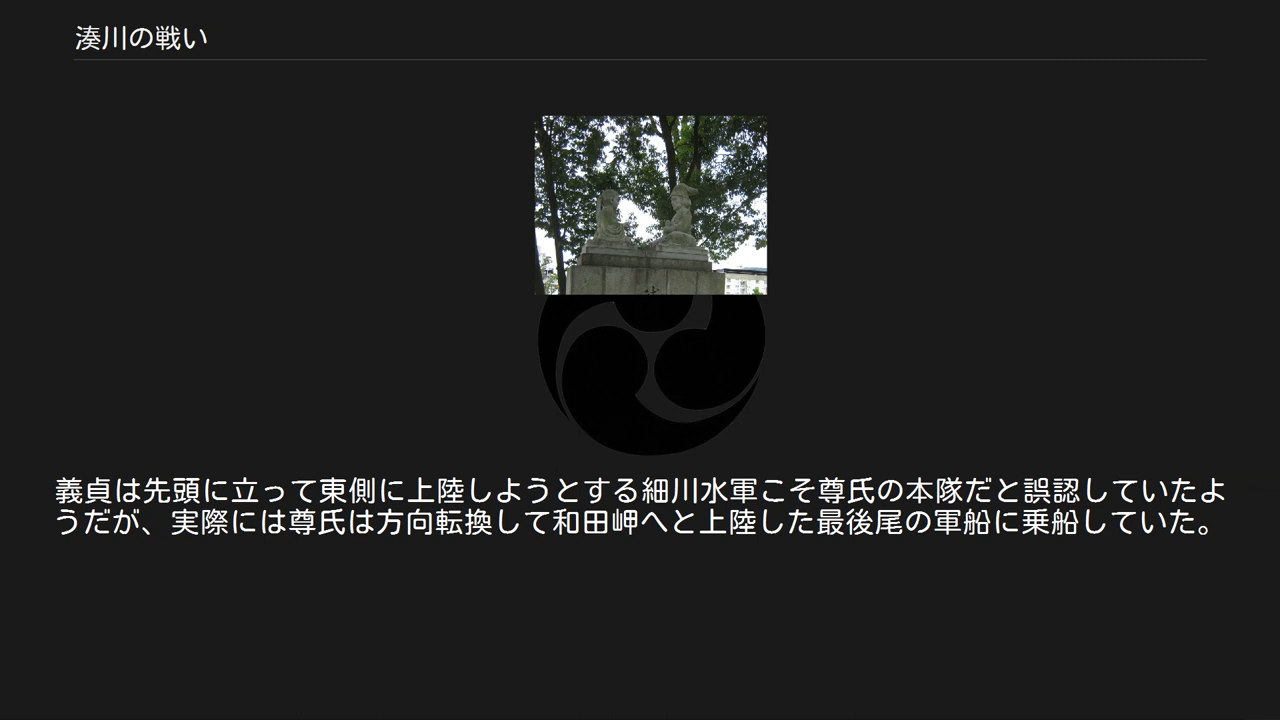 湊川の戦い
義貞は先頭に立って東側に上陸しようとする細川水軍こそ尊氏の本隊だと誤認していたよ
うだが、実際には尊氏は方向転換して和田岬へと上陸した最後尾の軍船に乗船していた。